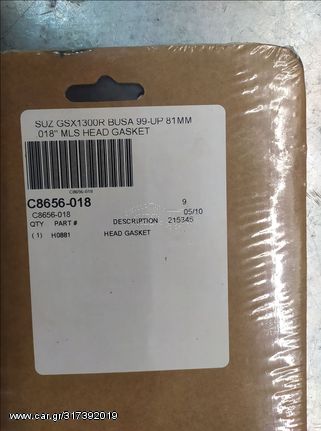 SUZ GSX1300R BUSA 99-UP 81MM
.018" MLS HEAD GASKET
C8656-018
C8656-018 9
C8656-018 05/10
QTY PART # DESCRIPTION 215345
(1) H0881 HEAD GASKET
www.car.gr/317392019